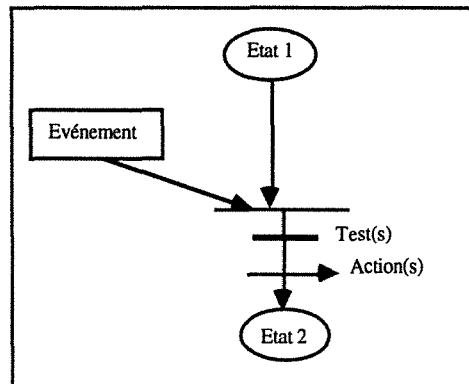 Etat 1
Evénement
Test(s)
Action(s)
Etat 2